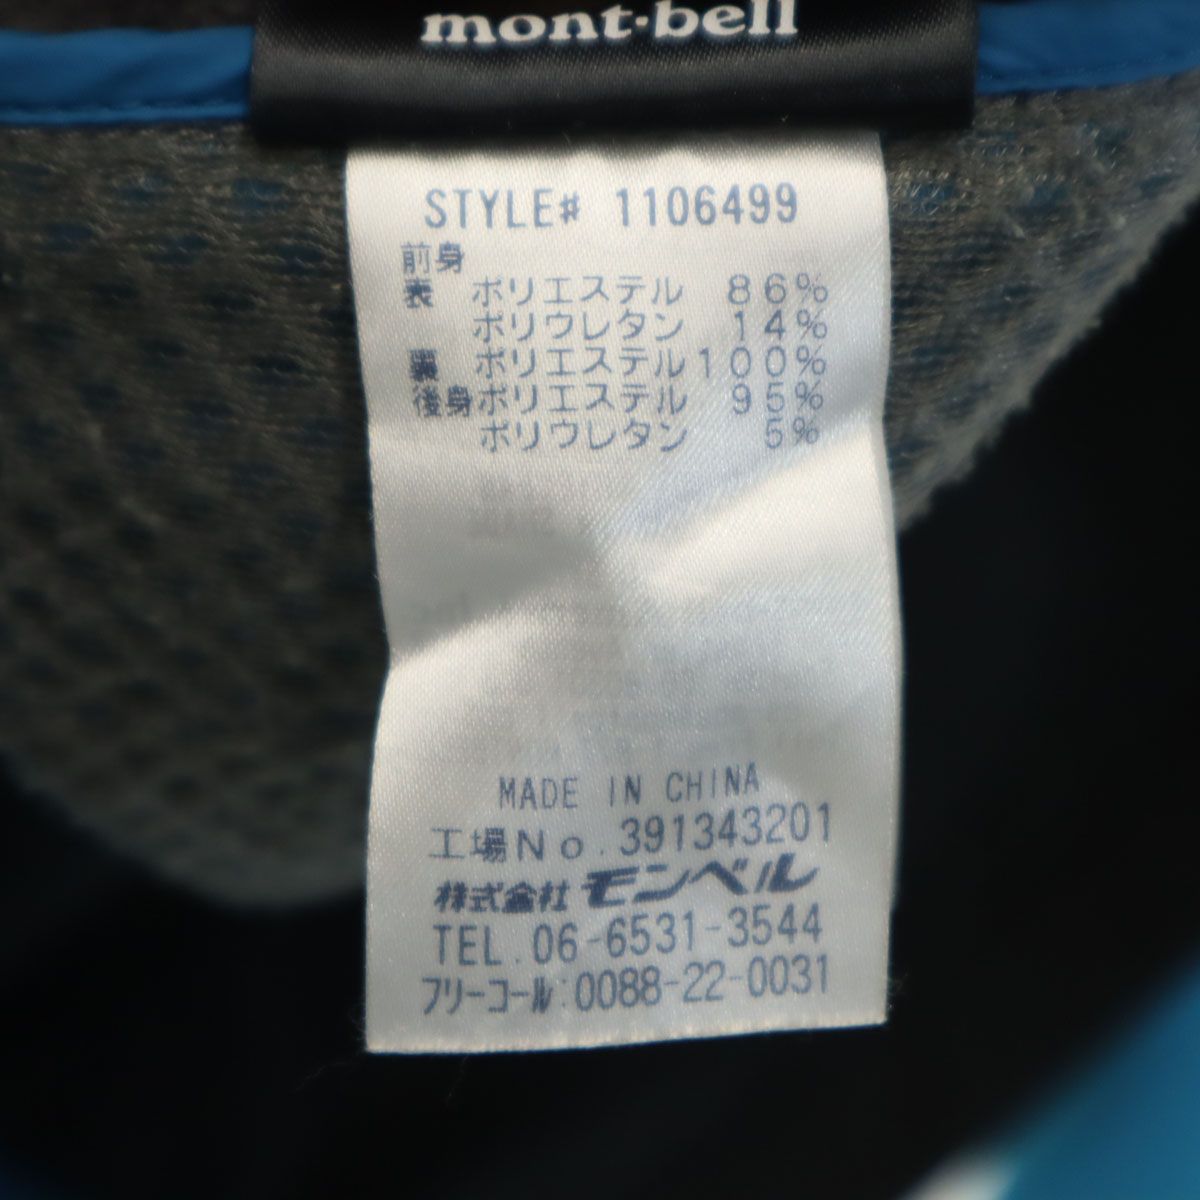 mont-bell
STYLE# 1106499
前身
表 ポリエステル 86%
ポリウレタン 14%
裏 ポリエステル 100%
後身 ポリエステル 95%
ポリウレタン 5%
MADE IN CHINA
工場No.391343201
株式会社 モンベル
TEL.06-6531-3544
フリーコール:0088-22-0031